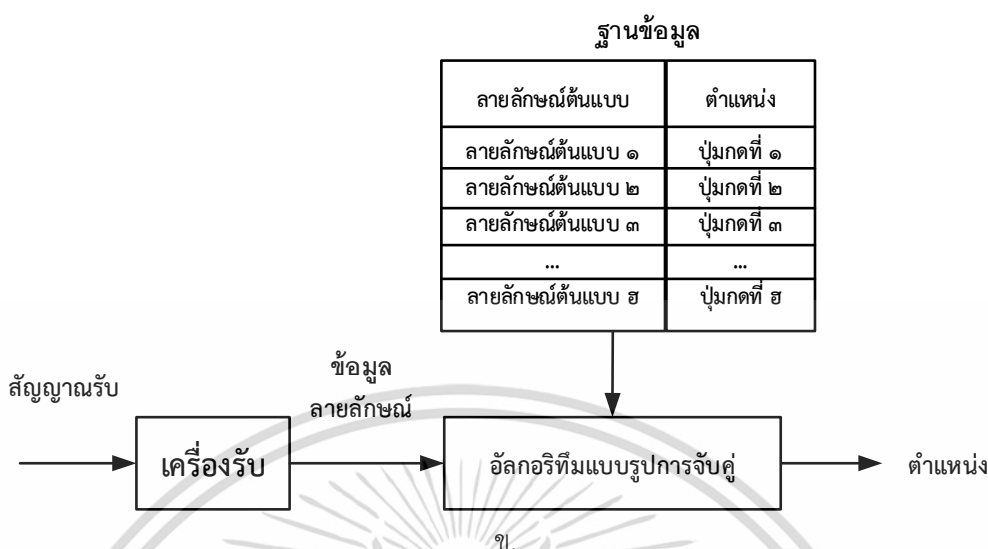 ฐานข้อมูล
ลายลักษณ์ต้นแบบ ตำแหน่ง
ลายลักษณ์ต้นแบบ ๑ ปุ่มกดที่ ๑
ลายลักษณ์ต้นแบบ ๒ ปุ่มกดที่ ๒
ลายลักษณ์ต้นแบบ ๓ ปุ่มกดที่ ๓
... ...
ลายลักษณ์ต้นแบบ ฮ ปุ่มกดที่ ฮ
สัญญาณรับ
ข้อมูล
ลายลักษณ์
เครื่องรับ
อัลกอริทึมแบบรูปการจับคู่
ตำแหน่ง
ข.